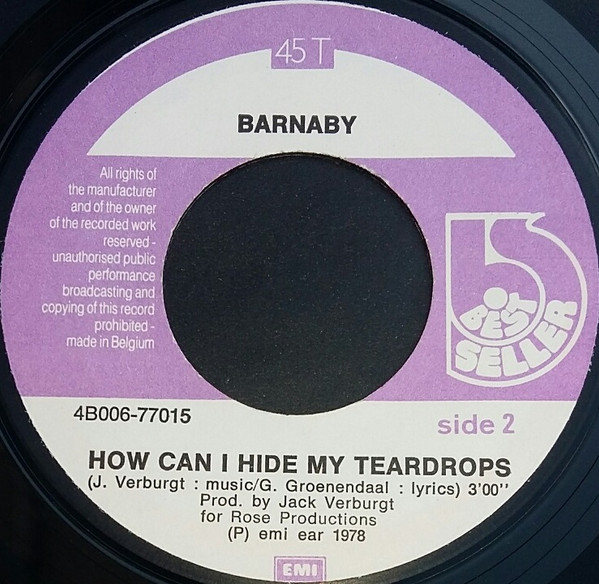 45 T
BARNABY
All rights of
the manufacturer
and of the owner
of the recorded work
reserved -
unauthorised public
performance
broadcasting and
copying of this record
prohibited -
made in Belgium
BEST
SELLER
4B006-77015
side 2
HOW CAN I HIDE MY TEARDROPS
(J. Verburgt : music/G. Groenendaal : lyrics) 3'00''
Prod. by Jack Verburgt
for Rose Productions
(P) emi ear 1978
EMI